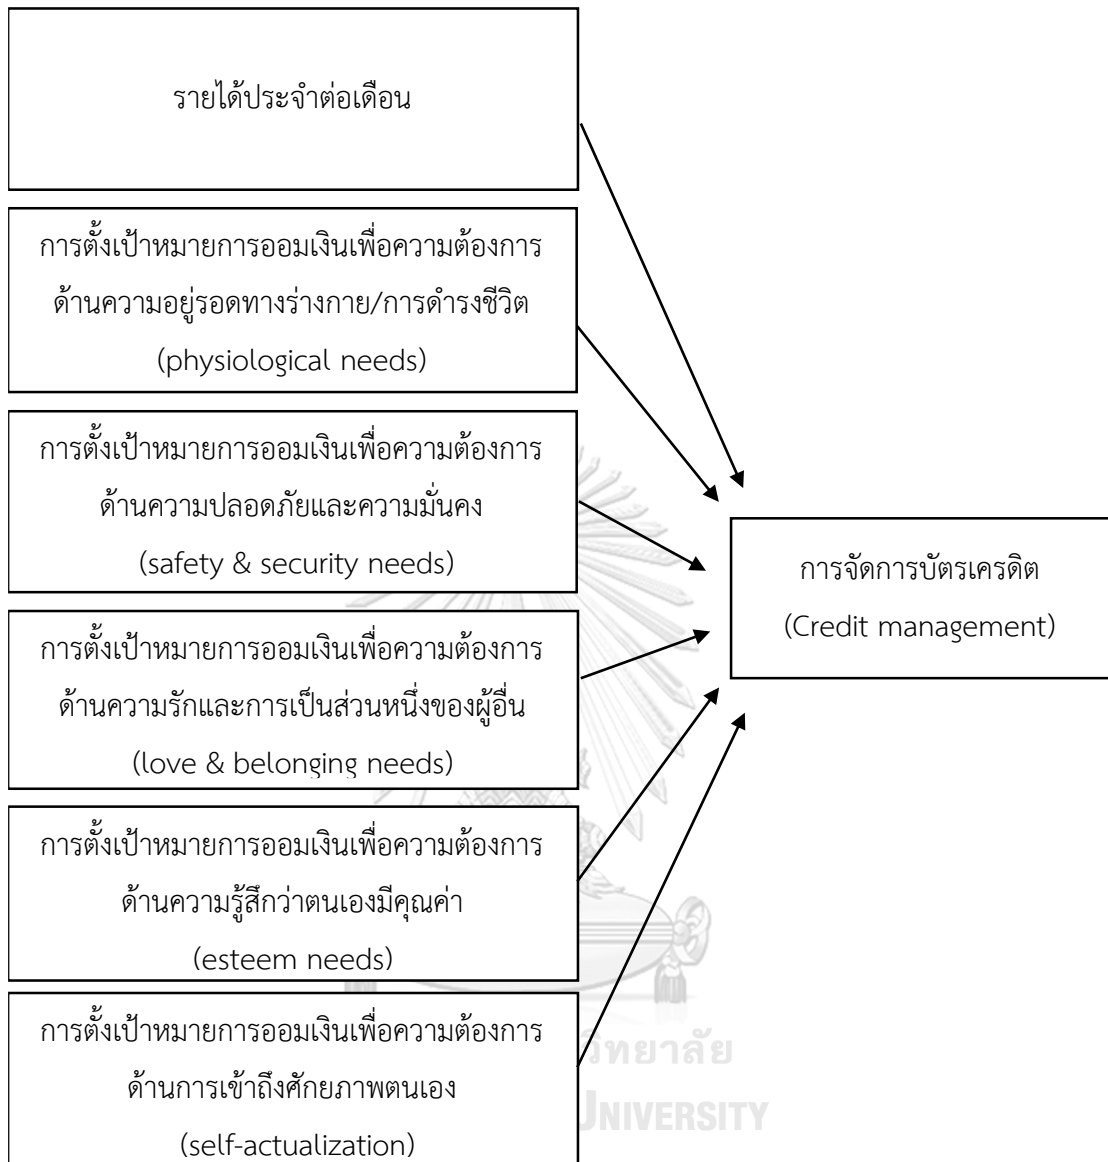 รายได้ประจำต่อเดือน
การตั้งเป้าหมายการออมเงินเพื่อความต้องการ
ด้านความอยู่รอดทางร่างกาย/การดำรงชีวิต
(physiological needs)
การตั้งเป้าหมายการออมเงินเพื่อความต้องการ
ด้านความปลอดภัยและความมั่นคง
(safety & security needs)
การตั้งเป้าหมายการออมเงินเพื่อความต้องการ
ด้านความรักและการเป็นส่วนหนึ่งของผู้อื่น
(love & belonging needs)
การตั้งเป้าหมายการออมเงินเพื่อความต้องการ
ด้านความรู้สึกว่าตนเองมีคุณค่า
(esteem needs)
การตั้งเป้าหมายการออมเงินเพื่อความต้องการ
ด้านการเข้าถึงศักยภาพตนเอง
(self-actualization)
การจัดการบัตรเครดิต
(Credit management)
วิทยาลัย
UNIVERSITY